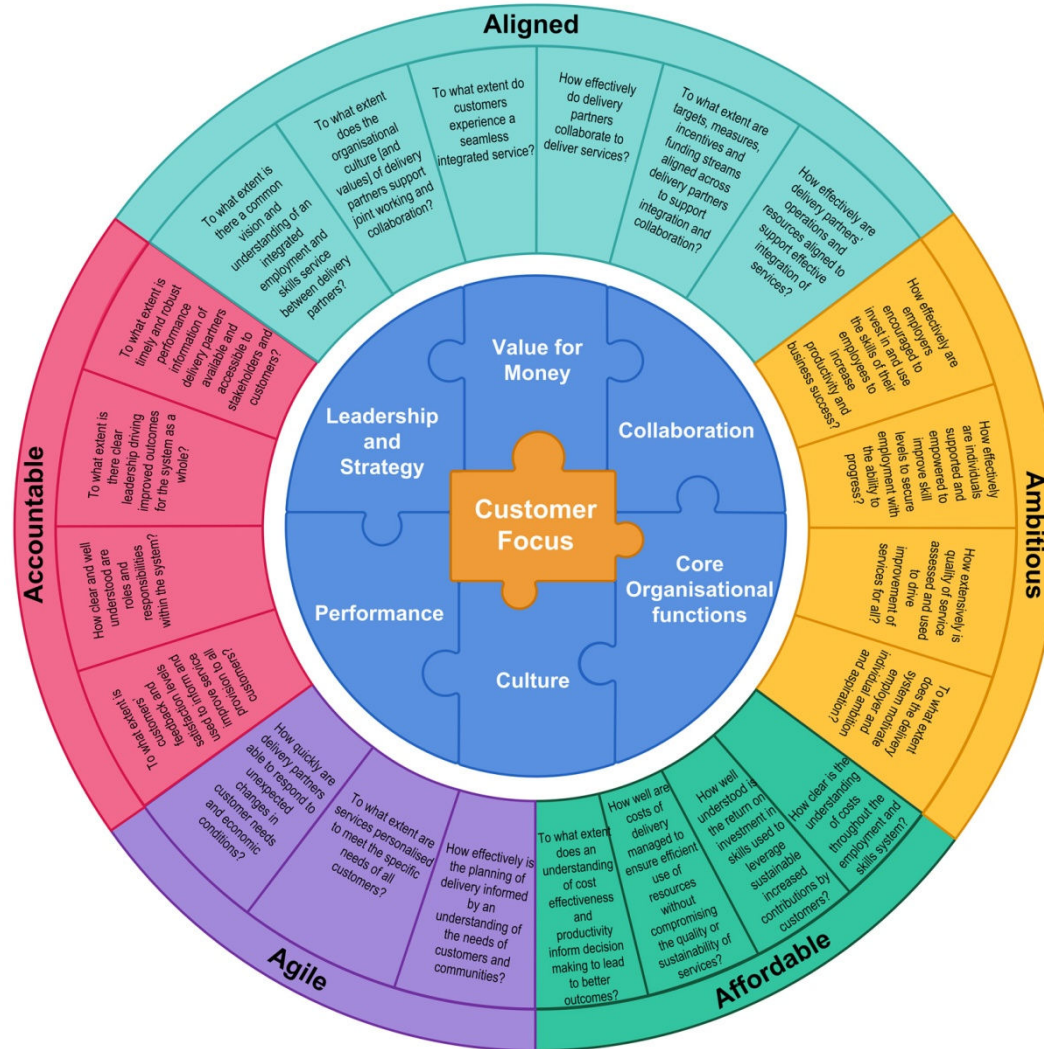 Aligned
To what extent is
there a common
vision and
understanding of an
integrated
employment and
skills service
between delivery
partners?
To what extent
does the
organisational
culture [and
values] of delivery
partners support
joint working and
collaboration?
To what extent do
customers
experience a
seamless
integrated service?
How effectively
do delivery
partners
collaborate to
deliver services?
To what extent are
targets, measures,
incentives and
funding streams
aligned across
delivery partners
to support
integration and
collaboration?
How effectively are
delivery partners'
operations and
resources aligned to
support effective
integration of
services?
Ambitious
How effectively are
employers
encouraged to
invest in and use
the skills of their
employees to
increase
productivity and
business success?
How effectively
are individuals
supported and
empowered to
improve skill
levels to secure
employment with
the ability to
progress?
How extensively is
quality of service
assessed and used
to drive
improvement of
services for all?
To what extent
does the delivery
system motivate
employer and
individual ambition
and aspiration?
Affordable
How clear is the
understanding
of costs
throughout the
employment and
skills system?
How well
understood is
the return on
investment in
skills used to
leverage
sustainable
increased
contributions by
customers?
How well are
costs of
delivery
managed to
ensure efficient
use of
resources
without
compromising
the quality or
sustainability of
services?
To what extent
does an
understanding
of cost
effectiveness
and
productivity
inform decision
making to lead
to better
outcomes?
Agile
How effectively is
the planning of
delivery informed
by an
understanding of
the needs of
customers and
communities?
To what extent are
services personalised
to meet the specific
needs of all
customers?
How quickly are
delivery partners
able to respond to
unexpected
changes in
customer needs
and economic
conditions?
Accountable
To what extent is
customers'
feedback and
satisfaction levels
used to inform and
improve service
provision to all
customers?
How clear and well
understood are
roles and
responsibilities
within the system?
To what extent is
there clear
leadership driving
improved outcomes
for the system as a
whole?
To what extent is
timely and robust
performance
information of
delivery partners
available and
accessible to
stakeholders and
customers?
Value for
Money
Leadership
and
Strategy
Collaboration
Customer
Focus
Performance
Core
Organisational
functions
Culture